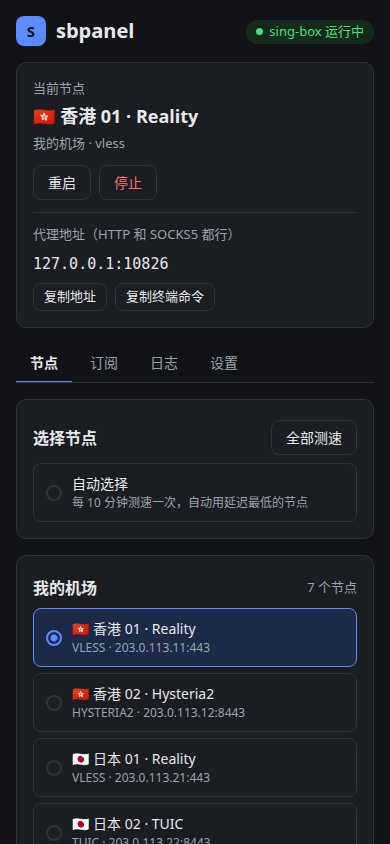 S sbpanel sing-box 运行中
当前节点
🇭🇰 香港 01 · Reality
我的机场 · vless
重启 停止
代理地址（HTTP 和 SOCKS5 都行）
127.0.0.1:10826
复制地址 复制终端命令
节点 订阅 日志 设置
选择节点 全部测速
自动选择
每 10 分钟测速一次，自动用延迟最低的节点
我的机场 7 个节点
🇭🇰 香港 01 · Reality
VLESS · 203.0.113.11:443
🇭🇰 香港 02 · Hysteria2
HYSTERIA2 · 203.0.113.12:8443
🇯🇵 日本 01 · Reality
VLESS · 203.0.113.21:443
🇯🇵 日本 02 · TUIC
TUIC · 203.0.113.22:8443